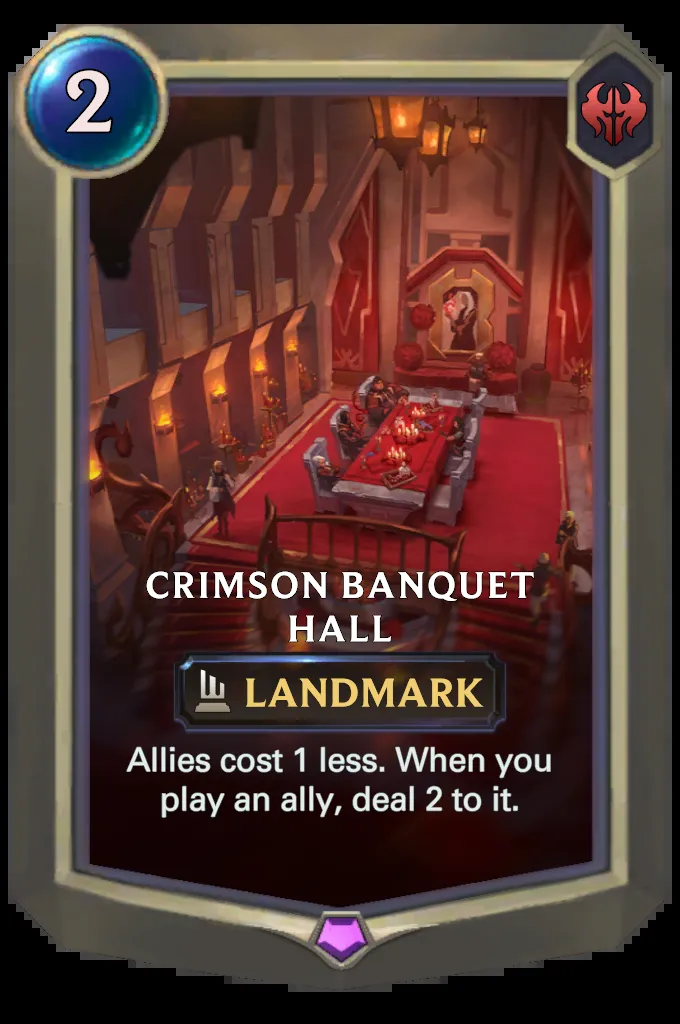 2
CRIMSON BANQUET
HALL
LANDMARK
Allies cost 1 less. When you
play an ally, deal 2 to it.